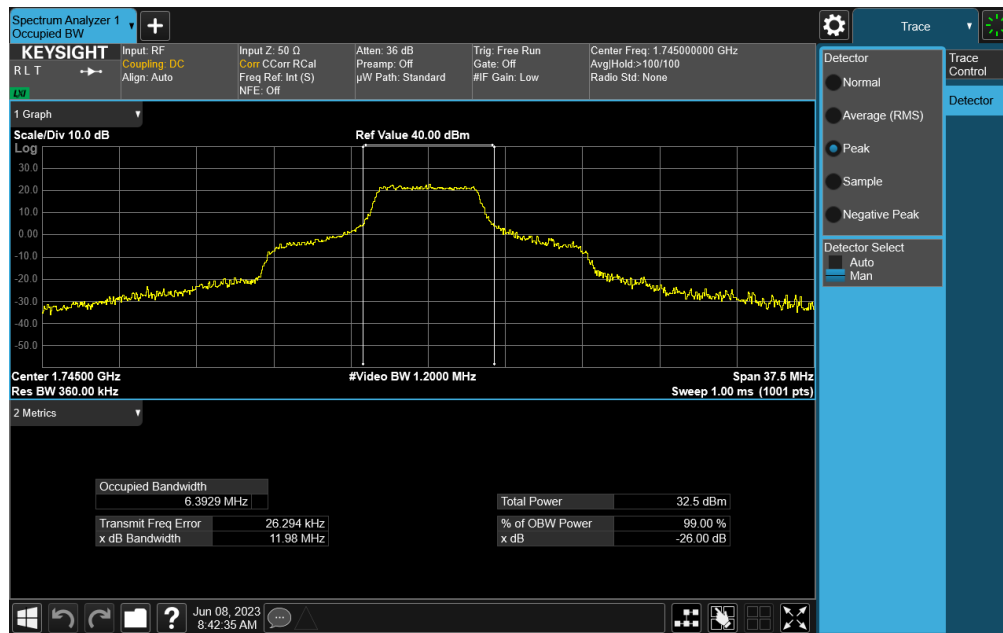 Spectrum Analyzer 1
Occupied BW
+
Trace
KEYSIGHT
RLT
LXI
Input: RF
Coupling: DC
Align: Auto
Input Z: 50 Ω
Corr CCorr RCal
Freq Ref: Int (S)
NFE: Off
Atten: 36 dB
Preamp: Off
µW Path: Standard
Trig: Free Run
Gate: Off
#IF Gain: Low
Center Freq: 1.745000000 GHz
Avg|Hold:>100/100
Radio Std: None
1 Graph
Scale/Div 10.0 dB
Ref Value 40.00 dBm
Log
30.0
20.0
10.0
0.00
-10.0
-20.0
-30.0
-40.0
-50.0
Center 1.74500 GHz
#Video BW 1.2000 MHz
Span 37.5 MHz
Res BW 360.00 kHz
Sweep 1.00 ms (1001 pts)
2 Metrics
Occupied Bandwidth
6.3929 MHz
Transmit Freq Error 26.294 kHz
x dB Bandwidth 11.98 MHz
Total Power 32.5 dBm
% of OBW Power 99.00 %
x dB -26.00 dB
Detector
Normal
Average (RMS)
Peak
Sample
Negative Peak
Detector Select
Auto
Man
Trace
Control
Detector
?
Jun 08, 2023
8:42:35 AM